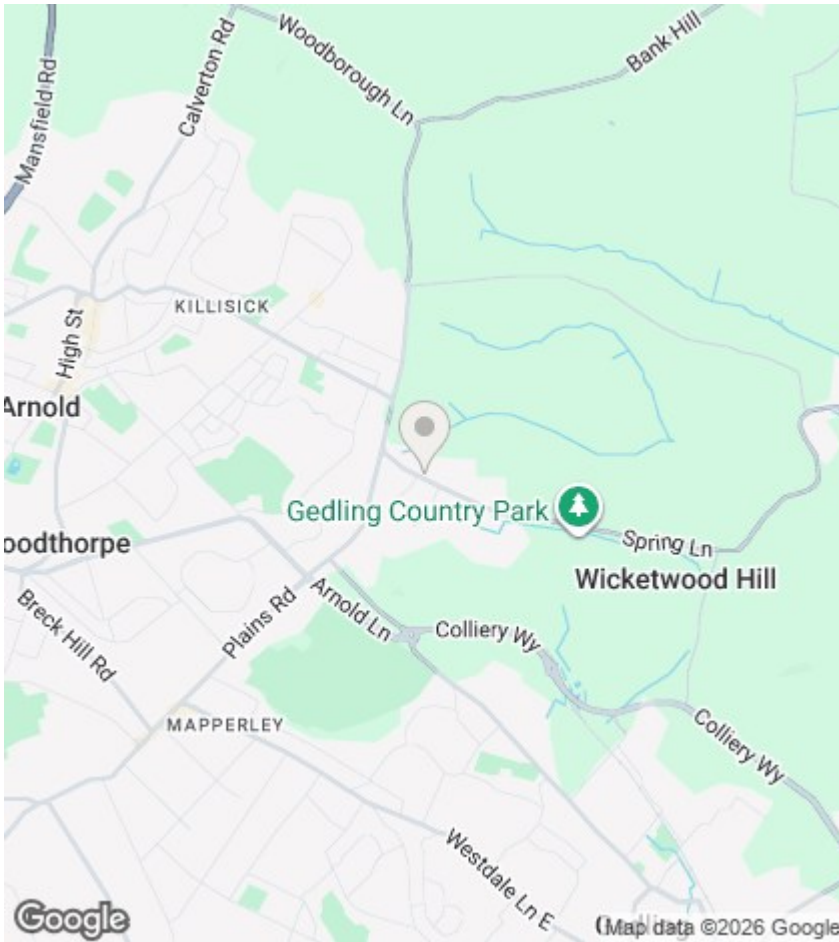 Woodborough Ln
Bank Hill
Calverton Rd
Mansfield Rd
KILLISICK
High St
Arnold
Gedling Country Park
oodthorpe
Spring Ln
Wicketwood Hill
Arnold Ln
Plains Rd
Colliery Wy
Breck Hill Rd
MAPPERLEY
Colliery Wy
Westdale Ln E
Google
Map data ©2026 Google